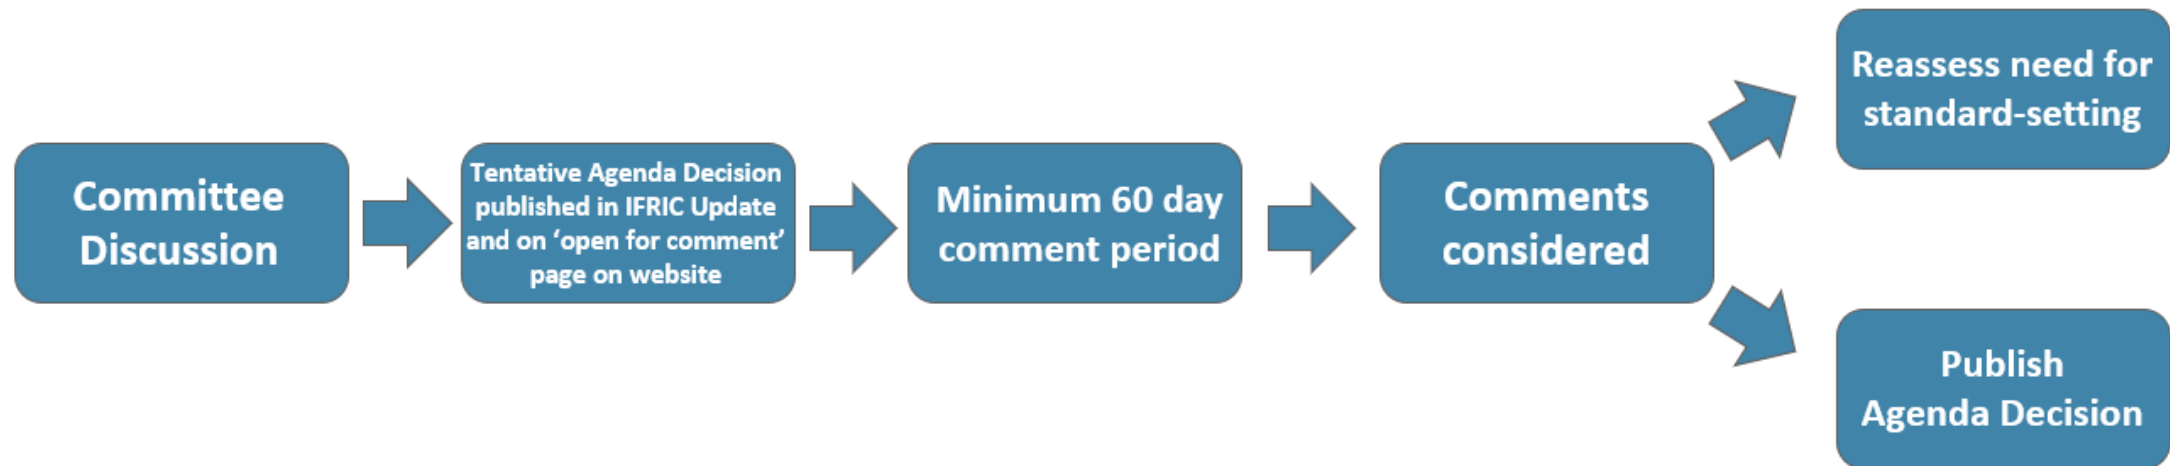 Committee
Discussion
Tentative Agenda Decision
published in IFRIC Update
and on ‘open for comment’
page on website
Minimum 60 day
comment period
Comments
considered
Reassess need for
standard-setting
Publish
Agenda Decision